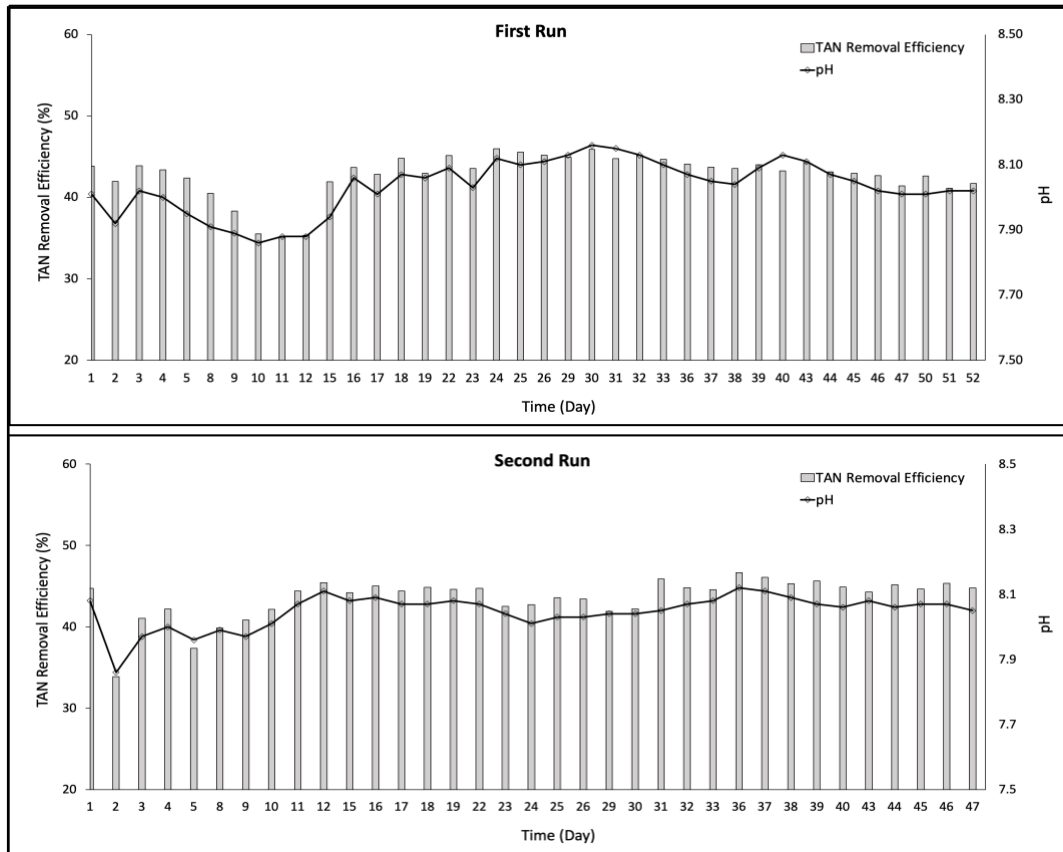 First Run
TAN Removal Efficiency
pH
60
50
40
30
20
TAN Removal Efficiency (%)
8.50
8.30
8.10
7.90
7.70
7.50
pH
1 2 3 4 5 8 9 10 11 12 15 16 17 18 19 22 23 24 25 26 29 30 31 32 33 36 37 38 39 40 43 44 45 46 47 50 51 52
Time (Day)
Second Run
TAN Removal Efficiency
pH
60
50
40
30
20
TAN Removal Efficiency (%)
8.5
8.3
8.1
7.9
7.7
7.5
pH
1 2 3 4 5 8 9 10 11 12 15 16 17 18 19 22 23 24 25 26 29 30 31 32 33 36 37 38 39 40 43 44 45 46 47
Time (Day)